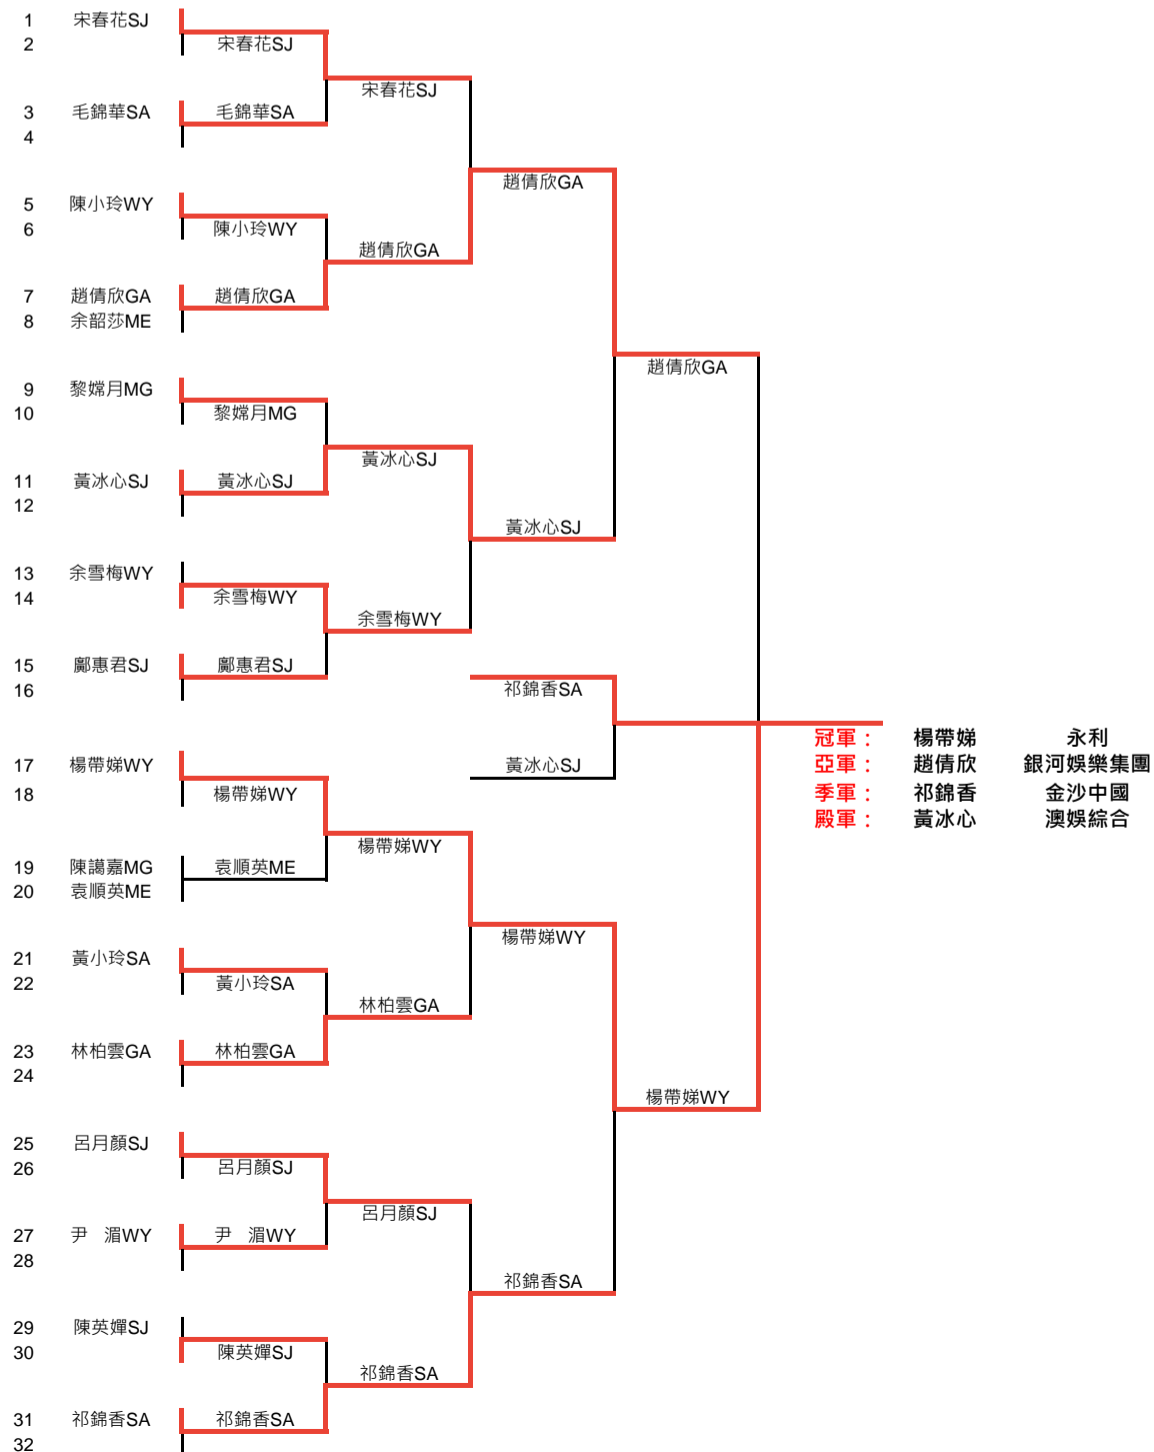 1 宋春花SJ
2 宋春花SJ
宋春花SJ
3 毛錦華SA 毛錦華SA
4
趙倩欣GA
5 陳小玲WY
6 陳小玲WY
趙倩欣GA
7 趙倩欣GA 趙倩欣GA
8 余韶莎ME
趙倩欣GA
9 黎嫦月MG
10 黎嫦月MG
黃冰心SJ
11 黃冰心SJ 黃冰心SJ
12
黃冰心SJ
13 余雪梅WY
14 余雪梅WY
余雪梅WY
15 鄺惠君SJ 鄺惠君SJ
16 祁錦香SA
冠軍： 楊帶娣 永利
17 楊帶娣WY 黃冰心SJ 亞軍： 趙倩欣 銀河娛樂集團
18 楊帶娣WY 季軍： 祁錦香 金沙中國
殿軍： 黃冰心 澳娛綜合
楊帶娣WY
19 陳譪嘉MG 袁順英ME
20 袁順英ME
楊帶娣WY
21 黃小玲SA
22 黃小玲SA
林柏雲GA
23 林柏雲GA 林柏雲GA
24
楊帶娣WY
25 呂月顏SJ
26 呂月顏SJ
呂月顏SJ
27 尹　湄WY 尹　湄WY
28
祁錦香SA
29 陳英嬋SJ
30 陳英嬋SJ
祁錦香SA
31 祁錦香SA 祁錦香SA
32